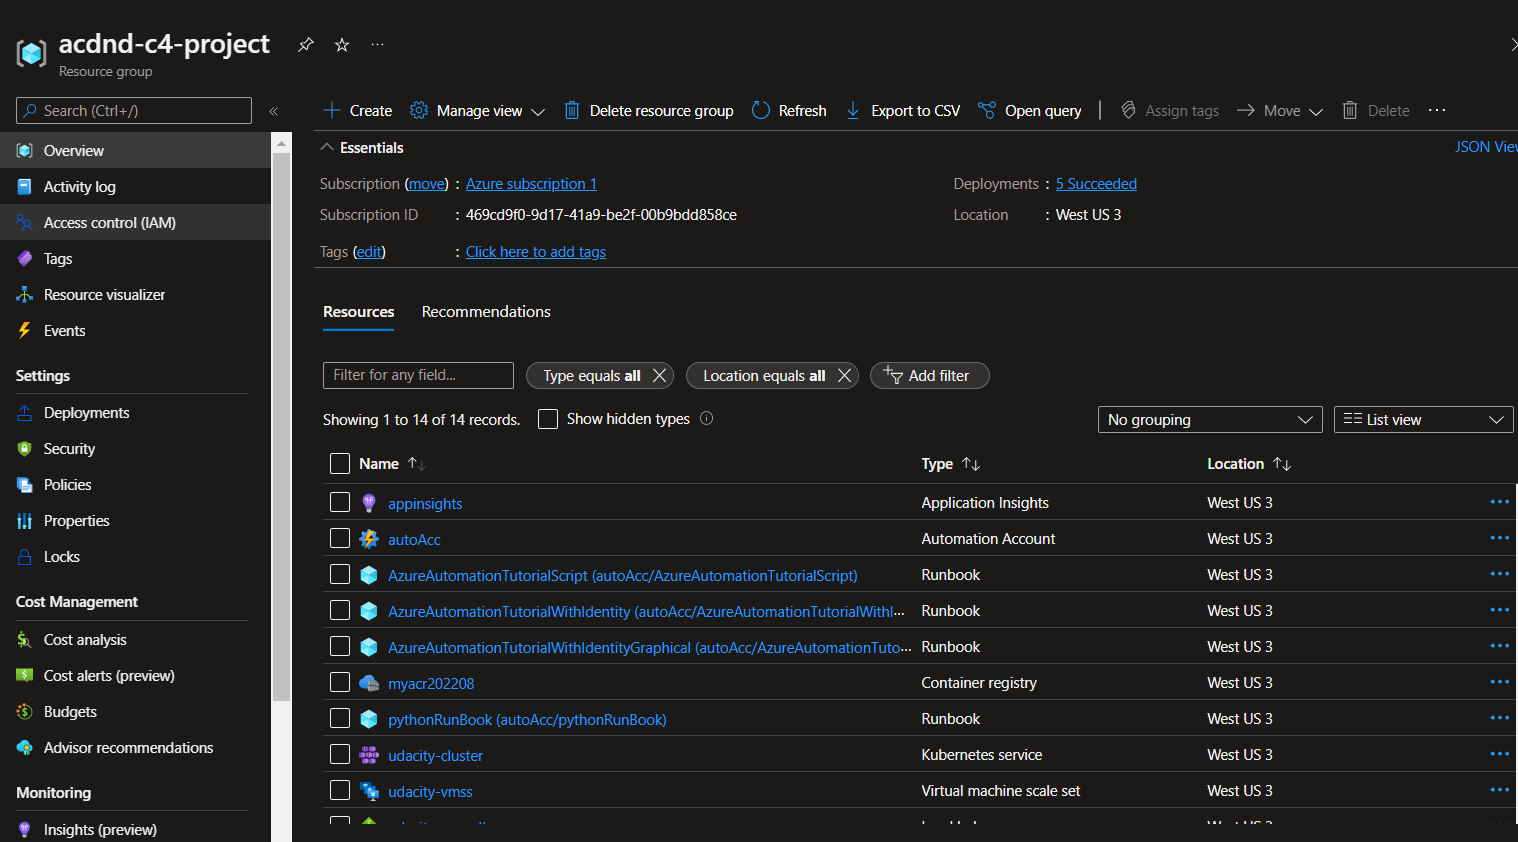 acdnd-c4-project
Resource group
Search (Ctrl+/)
Overview
Activity log
Access control (IAM)
Tags
Resource visualizer
Events
Settings
Deployments
Security
Policies
Properties
Locks
Cost Management
Cost analysis
Cost alerts (preview)
Budgets
Advisor recommendations
Monitoring
Insights (preview)
Create Manage view Delete resource group Refresh Export to CSV Open query Assign tags Move Delete
Essentials
JSON View
Subscription (move) : Azure subscription 1
Deployments : 5 Succeeded
Subscription ID : 469cd9f0-9d17-41a9-be2f-00b9bdd858ce
Location : West US 3
Tags (edit) : Click here to add tags
Resources Recommendations
Filter for any field... Type equals all Location equals all Add filter
Showing 1 to 14 of 14 records. Show hidden types No grouping List view
Name Type Location
appinsights Application Insights West US 3
autoAcc Automation Account West US 3
AzureAutomationTutorialScript (autoAcc/AzureAutomationTutorialScript) Runbook West US 3
AzureAutomationTutorialWithIdentity (autoAcc/AzureAutomationTutorialWithI... Runbook West US 3
AzureAutomationTutorialWithIdentityGraphical (autoAcc/AzureAutomationTuto... Runbook West US 3
myacr202208 Container registry West US 3
pythonRunBook (autoAcc/pythonRunBook) Runbook West US 3
udacity-cluster Kubernetes service West US 3
udacity-vmss Virtual machine scale set West US 3